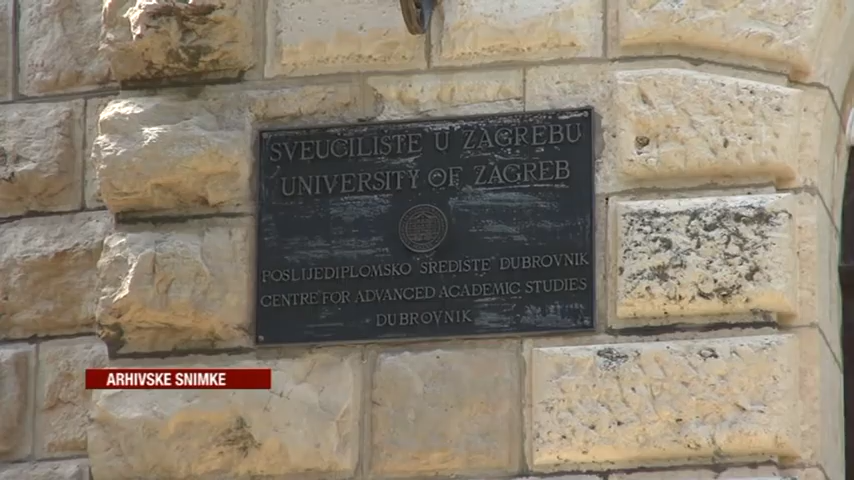 SVEUČILIŠTE U ZAGREBU
UNIVERSITY OF ZAGREB
POSLIJEDIPLOMSKO SREDIŠTE DUBROVNIK
CENTRE FOR ADVANCED ACADEMIC STUDIES
DUBROVNIK
ARHIVSKE SNIMKE